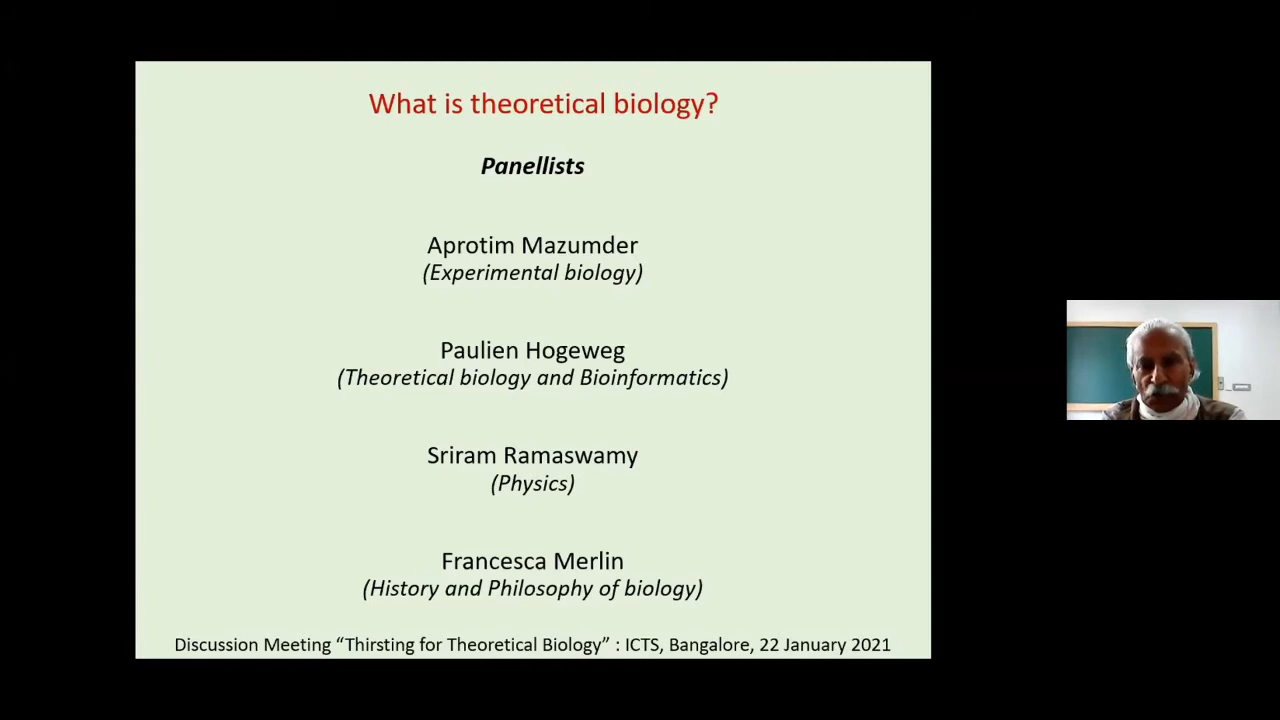 What is theoretical biology?
Panellists
Aprotim Mazumder
(Experimental biology)
Paulien Hogeweg
(Theoretical biology and Bioinformatics)
Sriram Ramaswamy
(Physics)
Francesca Merlin
(History and Philosophy of biology)
Discussion Meeting “Thirsting for Theoretical Biology” : ICTS, Bangalore, 22 January 2021